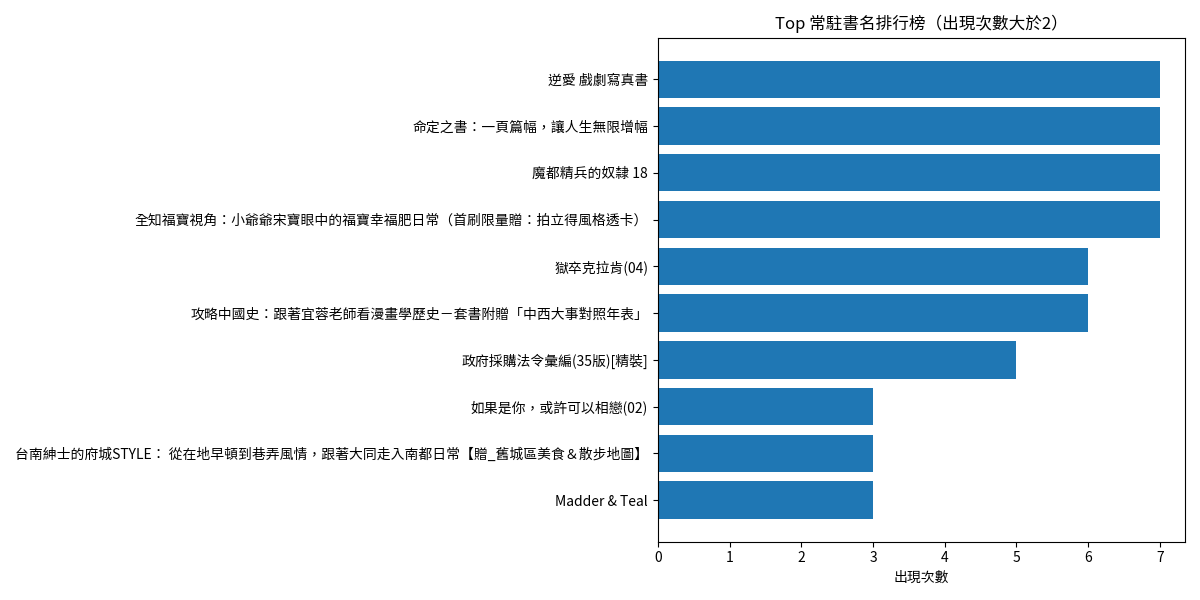 Top 常駐書名排行榜（出現次數大於2）
逆愛 戲劇寫真書
命定之書：一頁篇幅，讓人生無限增幅
魔都精兵的奴隸 18
全知福寶視角：小爺爺宋寶眼中的福寶幸福肥日常（首刷限量贈：拍立得風格透卡）
獄卒克拉肯(04)
攻略中國史：跟著宜蓉老師看漫畫學歷史－套書附贈「中西大事對照年表」
政府採購法令彙編(35版)[精裝]
如果是你，或許可以相戀(02)
台南紳士的府城STYLE： 從在地早頓到巷弄風情，跟著大同走入南都日常【贈_舊城區美食＆散步地圖】
Madder & Teal
0 1 2 3 4 5 6 7
出現次數